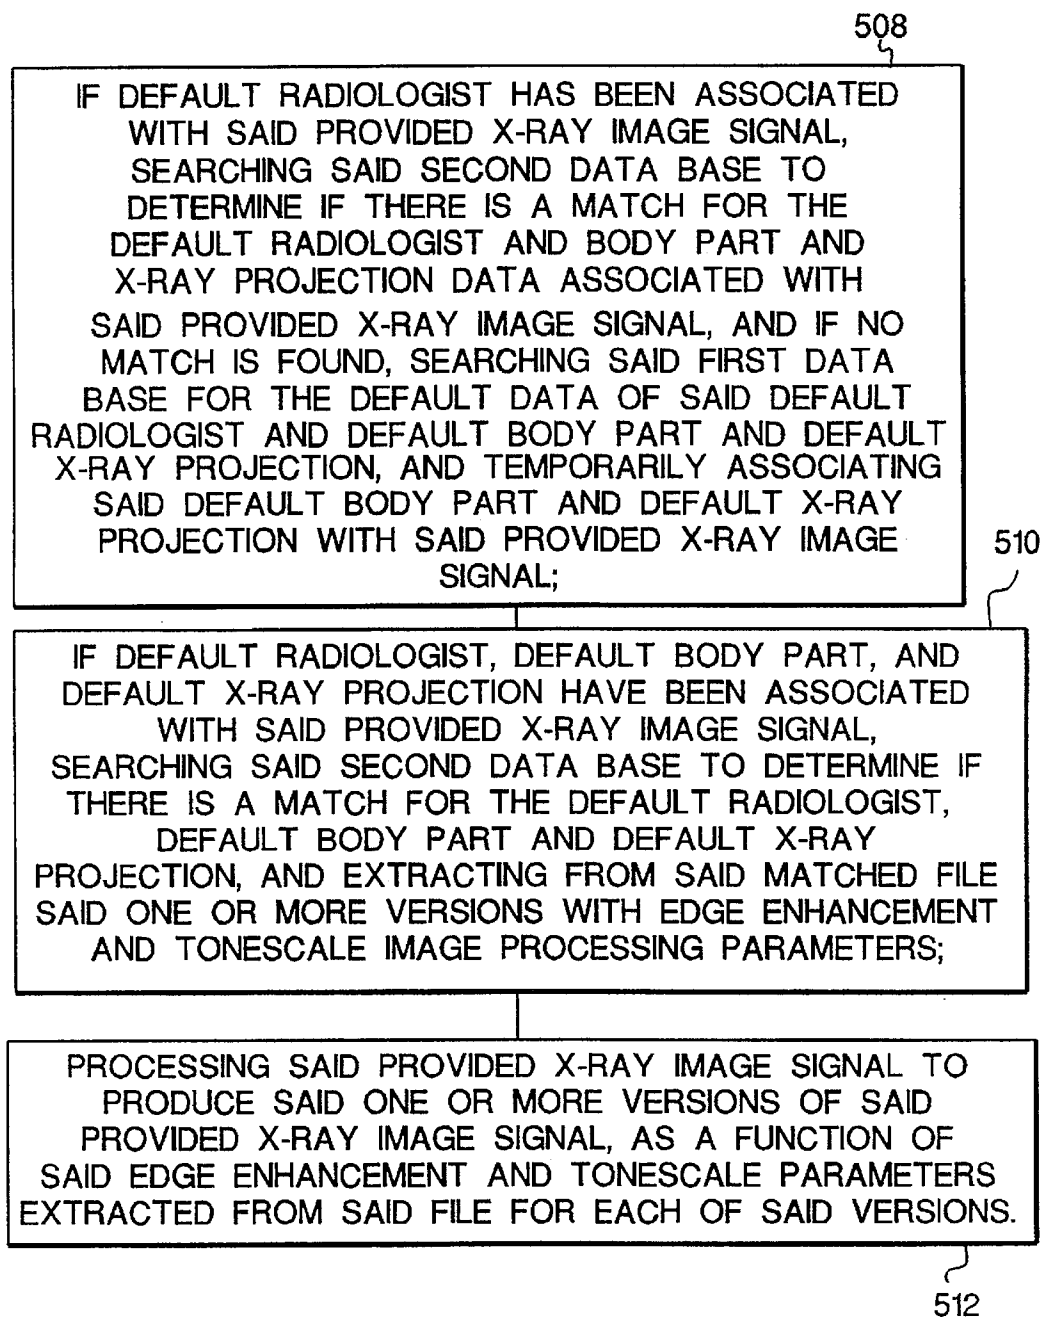 508
IF DEFAULT RADIOLOGIST HAS BEEN ASSOCIATED
WITH SAID PROVIDED X-RAY IMAGE SIGNAL,
SEARCHING SAID SECOND DATA BASE TO
DETERMINE IF THERE IS A MATCH FOR THE
DEFAULT RADIOLOGIST AND BODY PART AND
X-RAY PROJECTION DATA ASSOCIATED WITH
SAID PROVIDED X-RAY IMAGE SIGNAL, AND IF NO
MATCH IS FOUND, SEARCHING SAID FIRST DATA
BASE FOR THE DEFAULT DATA OF SAID DEFAULT
RADIOLOGIST AND DEFAULT BODY PART AND DEFAULT
X-RAY PROJECTION, AND TEMPORARILY ASSOCIATING
SAID DEFAULT BODY PART AND DEFAULT X-RAY
PROJECTION WITH SAID PROVIDED X-RAY IMAGE
SIGNAL;
510
IF DEFAULT RADIOLOGIST, DEFAULT BODY PART, AND
DEFAULT X-RAY PROJECTION HAVE BEEN ASSOCIATED
WITH SAID PROVIDED X-RAY IMAGE SIGNAL,
SEARCHING SAID SECOND DATA BASE TO DETERMINE IF
THERE IS A MATCH FOR THE DEFAULT RADIOLOGIST,
DEFAULT BODY PART AND DEFAULT X-RAY
PROJECTION, AND EXTRACTING FROM SAID MATCHED FILE
SAID ONE OR MORE VERSIONS WITH EDGE ENHANCEMENT
AND TONESCALE IMAGE PROCESSING PARAMETERS;
PROCESSING SAID PROVIDED X-RAY IMAGE SIGNAL TO
PRODUCE SAID ONE OR MORE VERSIONS OF SAID
PROVIDED X-RAY IMAGE SIGNAL, AS A FUNCTION OF
SAID EDGE ENHANCEMENT AND TONESCALE PARAMETERS
EXTRACTED FROM SAID FILE FOR EACH OF SAID VERSIONS.
512